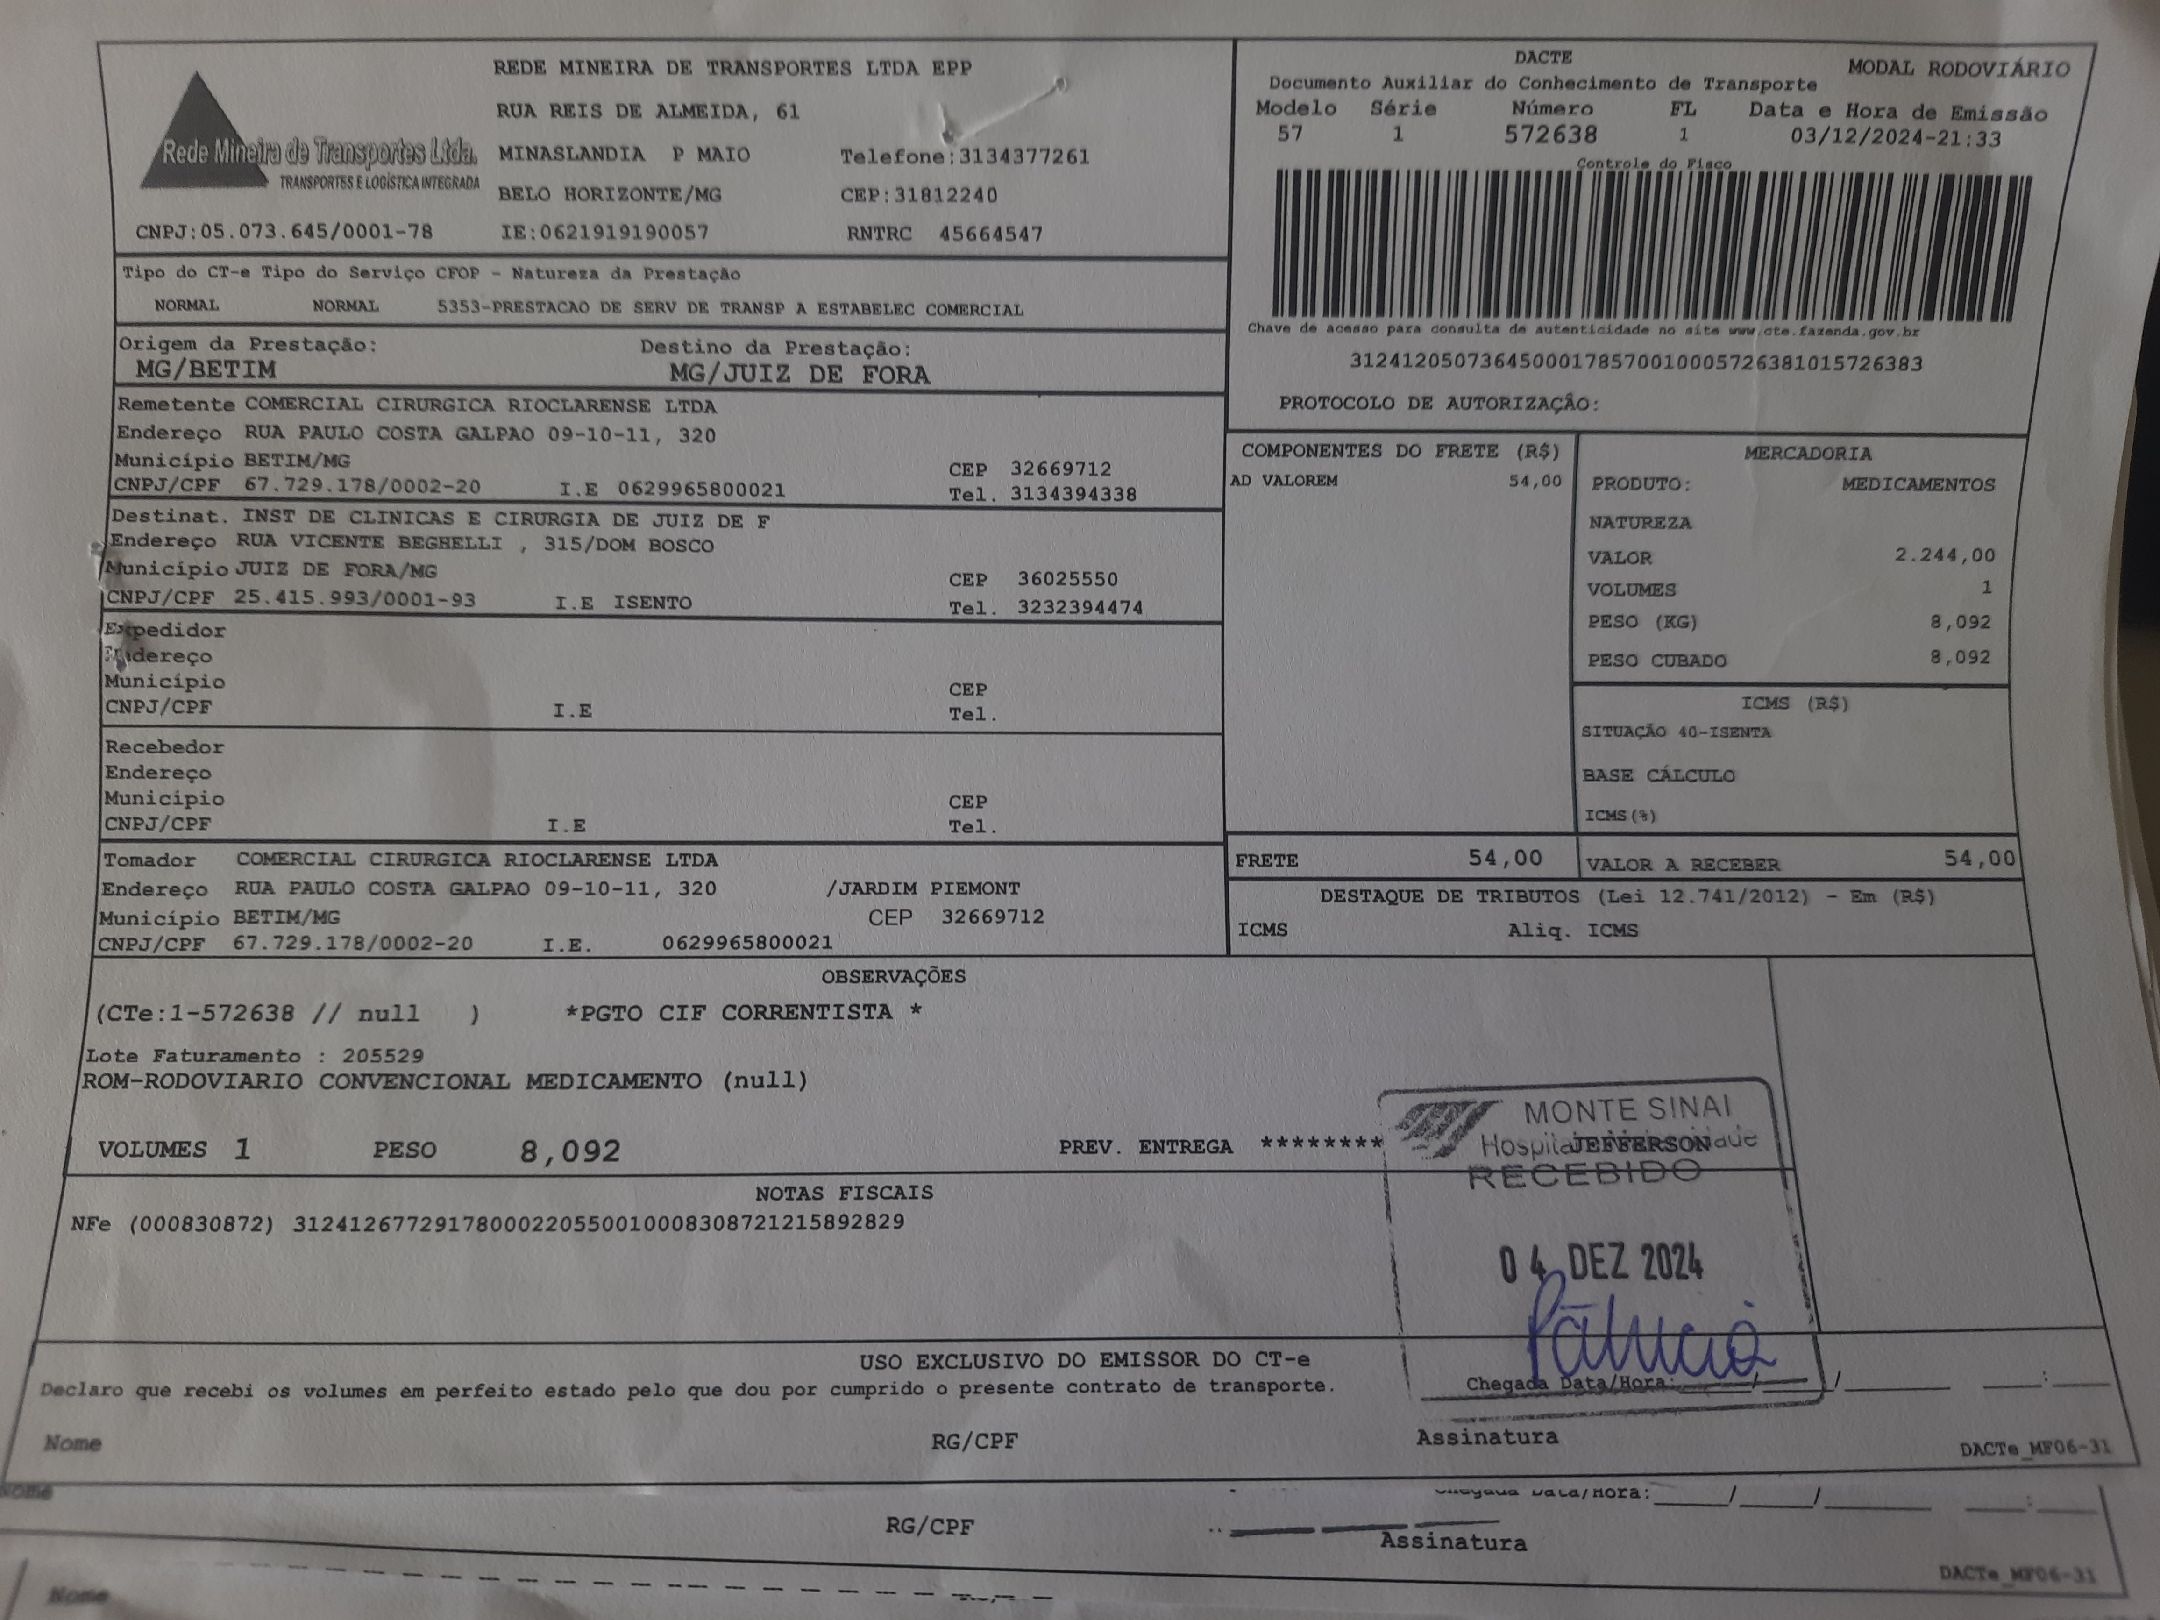 Rede Mineira de Transportes Ltda.
TRANSPORTES E LOGÍSTICA INTEGRADA
REDE MINEIRA DE TRANSPORTES LTDA EPP
RUA REIS DE ALMEIDA, 61
MINASLANDIA P MAIO Telefone:3134377261
BELO HORIZONTE/MG CEP:31812240
CNPJ:05.073.645/0001-78 IE:0621919190057 RNTRC 45664547
DACTE MODAL RODOVIÁRIO
Documento Auxiliar do Conhecimento de Transporte
Modelo Série Número FL Data e Hora de Emissão
57 1 572638 1 03/12/2024-21:33
Controle do Fisco
Chave de acesso para consulta de autenticidade no site www.cte.fazenda.gov.br
31241205073645000178570010005726381015726383
PROTOCOLO DE AUTORIZAÇÂO:
Tipo do CT-e Tipo do Serviço CFOP - Natureza da Prestação
NORMAL NORMAL 5353-PRESTACAO DE SERV DE TRANSP A ESTABELEC COMERCIAL
Origem da Prestação: Destino da Prestação:
MG/BETIM MG/JUIZ DE FORA
Remetente COMERCIAL CIRURGICA RIOCLARENSE LTDA
Endereço RUA PAULO COSTA GALPAO 09-10-11, 320
Município BETIM/MG CEP 32669712
CNPJ/CPF 67.729.178/0002-20 I.E 0629965800021 Tel. 3134394338
Destinat. INST DE CLINICAS E CIRURGIA DE JUIZ DE F
Endereço RUA VICENTE BEGHELLI , 315/DOM BOSCO
Município JUIZ DE FORA/MG CEP 36025550
CNPJ/CPF 25.415.993/0001-93 I.E ISENTO Tel. 3232394474
Expedidor
Endereço
Município CEP
CNPJ/CPF I.E Tel.
Recebedor
Endereço
Município CEP
CNPJ/CPF I.E Tel.
Tomador COMERCIAL CIRURGICA RIOCLARENSE LTDA
Endereço RUA PAULO COSTA GALPAO 09-10-11, 320 /JARDIM PIEMONT
Município BETIM/MG CEP 32669712
CNPJ/CPF 67.729.178/0002-20 I.E. 0629965800021
COMPONENTES DO FRETE (R$)
AD VALOREM 54,00
MERCADORIA
PRODUTO: MEDICAMENTOS
NATUREZA
VALOR 2.244,00
VOLUMES 1
PESO (KG) 8,092
PESO CUBADO 8,092
ICMS (R$)
SITUAÇÃO 40-ISENTA
BASE CÁLCULO
ICMS(%)
FRETE 54,00 VALOR A RECEBER 54,00
DESTAQUE DE TRIBUTOS (Lei 12.741/2012) - Em (R$)
ICMS Aliq. ICMS
OBSERVAÇÕES
(CTe:1-572638 // null ) *PGTO CIF CORRENTISTA *
Lote Faturamento : 205529
ROM-RODOVIARIO CONVENCIONAL MEDICAMENTO (null)
VOLUMES 1 PESO 8,092 PREV. ENTREGA ********
JEFFERSON
MONTE SINAI
RECEBIDO
04 DEZ 2024
NOTAS FISCAIS
NFe (000830872) 31241267729178000220550010008308721215892829
USO EXCLUSIVO DO EMISSOR DO CT-e
Declaro que recebi os volumes em perfeito estado pelo que dou por cumprido o presente contrato de transporte. Chegada Data/Hora: / / :
Nome RG/CPF Assinatura DACTe_MF06-31
Nome Chegada Data/Hora: / / :
RG/CPF Assinatura
DACTe_MF06-31
Nome